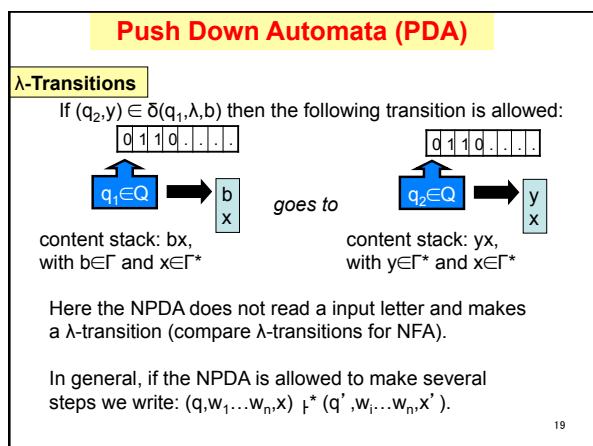 Push Down Automata (PDA)
λ-Transitions
If (q₂,y) ∈ δ(q₁,λ,b) then the following transition is allowed:
0 1 1 0 . . . .
0 1 1 0 . . . .
q₁∈Q
b
x
goes to
q₂∈Q
y
x
content stack: bx,
with b∈Γ and x∈Γ*
content stack: yx,
with y∈Γ* and x∈Γ*
Here the NPDA does not read a input letter and makes
a λ-transition (compare λ-transitions for NFA).
In general, if the NPDA is allowed to make several
steps we write: (q,w₁…wₙ,x) ⊦* (q’,wᵢ…wₙ,x’).
19